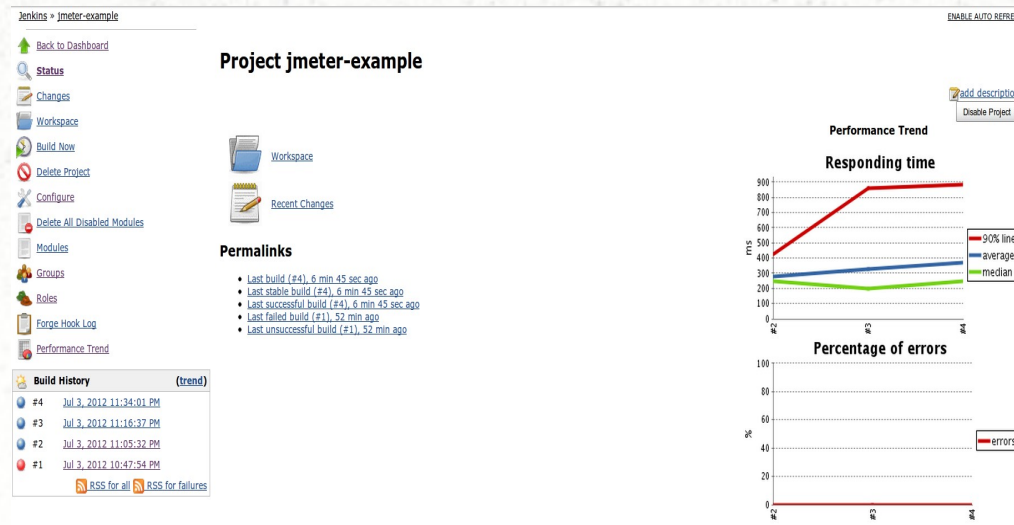 Jenkins » jmeter-example
ENABLE AUTO REFRE
Back to Dashboard
Status
Changes
Workspace
Build Now
Delete Project
Configure
Delete All Disabled Modules
Modules
Groups
Roles
Forge Hook Log
Performance Trend
Build History (trend)
#4 Jul 3, 2012 11:34:01 PM
#3 Jul 3, 2012 11:16:37 PM
#2 Jul 3, 2012 11:05:32 PM
#1 Jul 3, 2012 10:47:54 PM
RSS for all RSS for failures
Project jmeter-example
add descriptio
Disable Project
Workspace
Recent Changes
Permalinks
Last build (#4), 6 min 45 sec ago
Last stable build (#4), 6 min 45 sec ago
Last successful build (#4), 6 min 45 sec ago
Last failed build (#1), 52 min ago
Last unsuccessful build (#1), 52 min ago
Performance Trend
Responding time
900
800
700
600
500
400
300
200
100
0
ms
#2 #3 #4
90% line
average
median
Percentage of errors
100
80
60
40
20
0
%
#2 #3 #4
errors